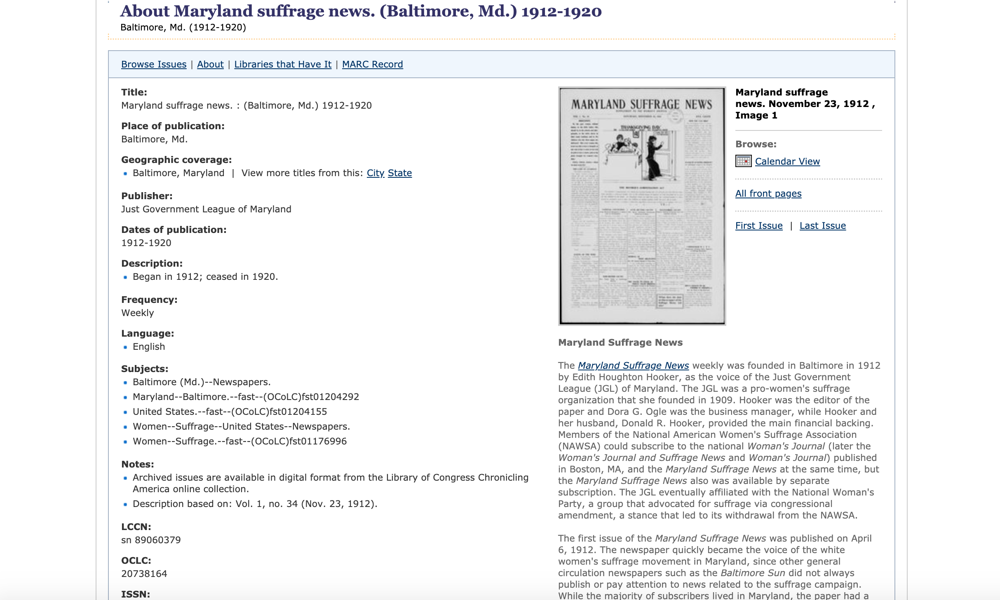 About Maryland suffrage news. (Baltimore, Md.) 1912-1920
Baltimore, Md. (1912-1920)
Browse Issues | About | Libraries that Have It | MARC Record
Title:
Maryland suffrage news. : (Baltimore, Md.) 1912-1920
Place of publication:
Baltimore, Md.
Geographic coverage:
Baltimore, Maryland | View more titles from this: City State
Publisher:
Just Government League of Maryland
Dates of publication:
1912-1920
Description:
Began in 1912; ceased in 1920.
Frequency:
Weekly
Language:
English
Subjects:
Baltimore (Md.)--Newspapers.
Maryland--Baltimore.--fast--(OCoLC)fst01204292
United States.--fast--(OCoLC)fst01204155
Women--Suffrage--United States--Newspapers.
Women--Suffrage.--fast--(OCoLC)fst01176996
Notes:
Archived issues are available in digital format from the Library of Congress Chronicling
America online collection.
Description based on: Vol. 1, no. 34 (Nov. 23, 1912).
LCCN:
sn 89060379
OCLC:
20738164
ISSN:
MARYLAND SUFFRAGE NEWS
THANKSGIVING DAY
Maryland suffrage
news. November 23, 1912 ,
Image 1
Browse:
Calendar View
All front pages
First Issue | Last Issue
Maryland Suffrage News
The Maryland Suffrage News weekly was founded in Baltimore in 1912
by Edith Houghton Hooker, as the voice of the Just Government
League (JGL) of Maryland. The JGL was a pro-women's suffrage
organization that she founded in 1909. Hooker was the editor of the
paper and Dora G. Ogle was the business manager, while Hooker and
her husband, Donald R. Hooker, provided the main financial backing.
Members of the National American Women's Suffrage Association
(NAWSA) could subscribe to the national Woman's Journal (later the
Woman's Journal and Suffrage News and Woman's Journal) published
in Boston, MA, and the Maryland Suffrage News at the same time, but
the Maryland Suffrage News also was available by separate
subscription. The JGL eventually affiliated with the National Woman's
Party, a group that advocated for suffrage via congressional
amendment, a stance that led to its withdrawal from the NAWSA.
The first issue of the Maryland Suffrage News was published on April
6, 1912. The newspaper quickly became the voice of the white
women's suffrage movement in Maryland, since other general
circulation newspapers such as the Baltimore Sun did not always
publish or pay attention to news related to the suffrage campaign.
While the majority of subscribers lived in Maryland, the paper had a